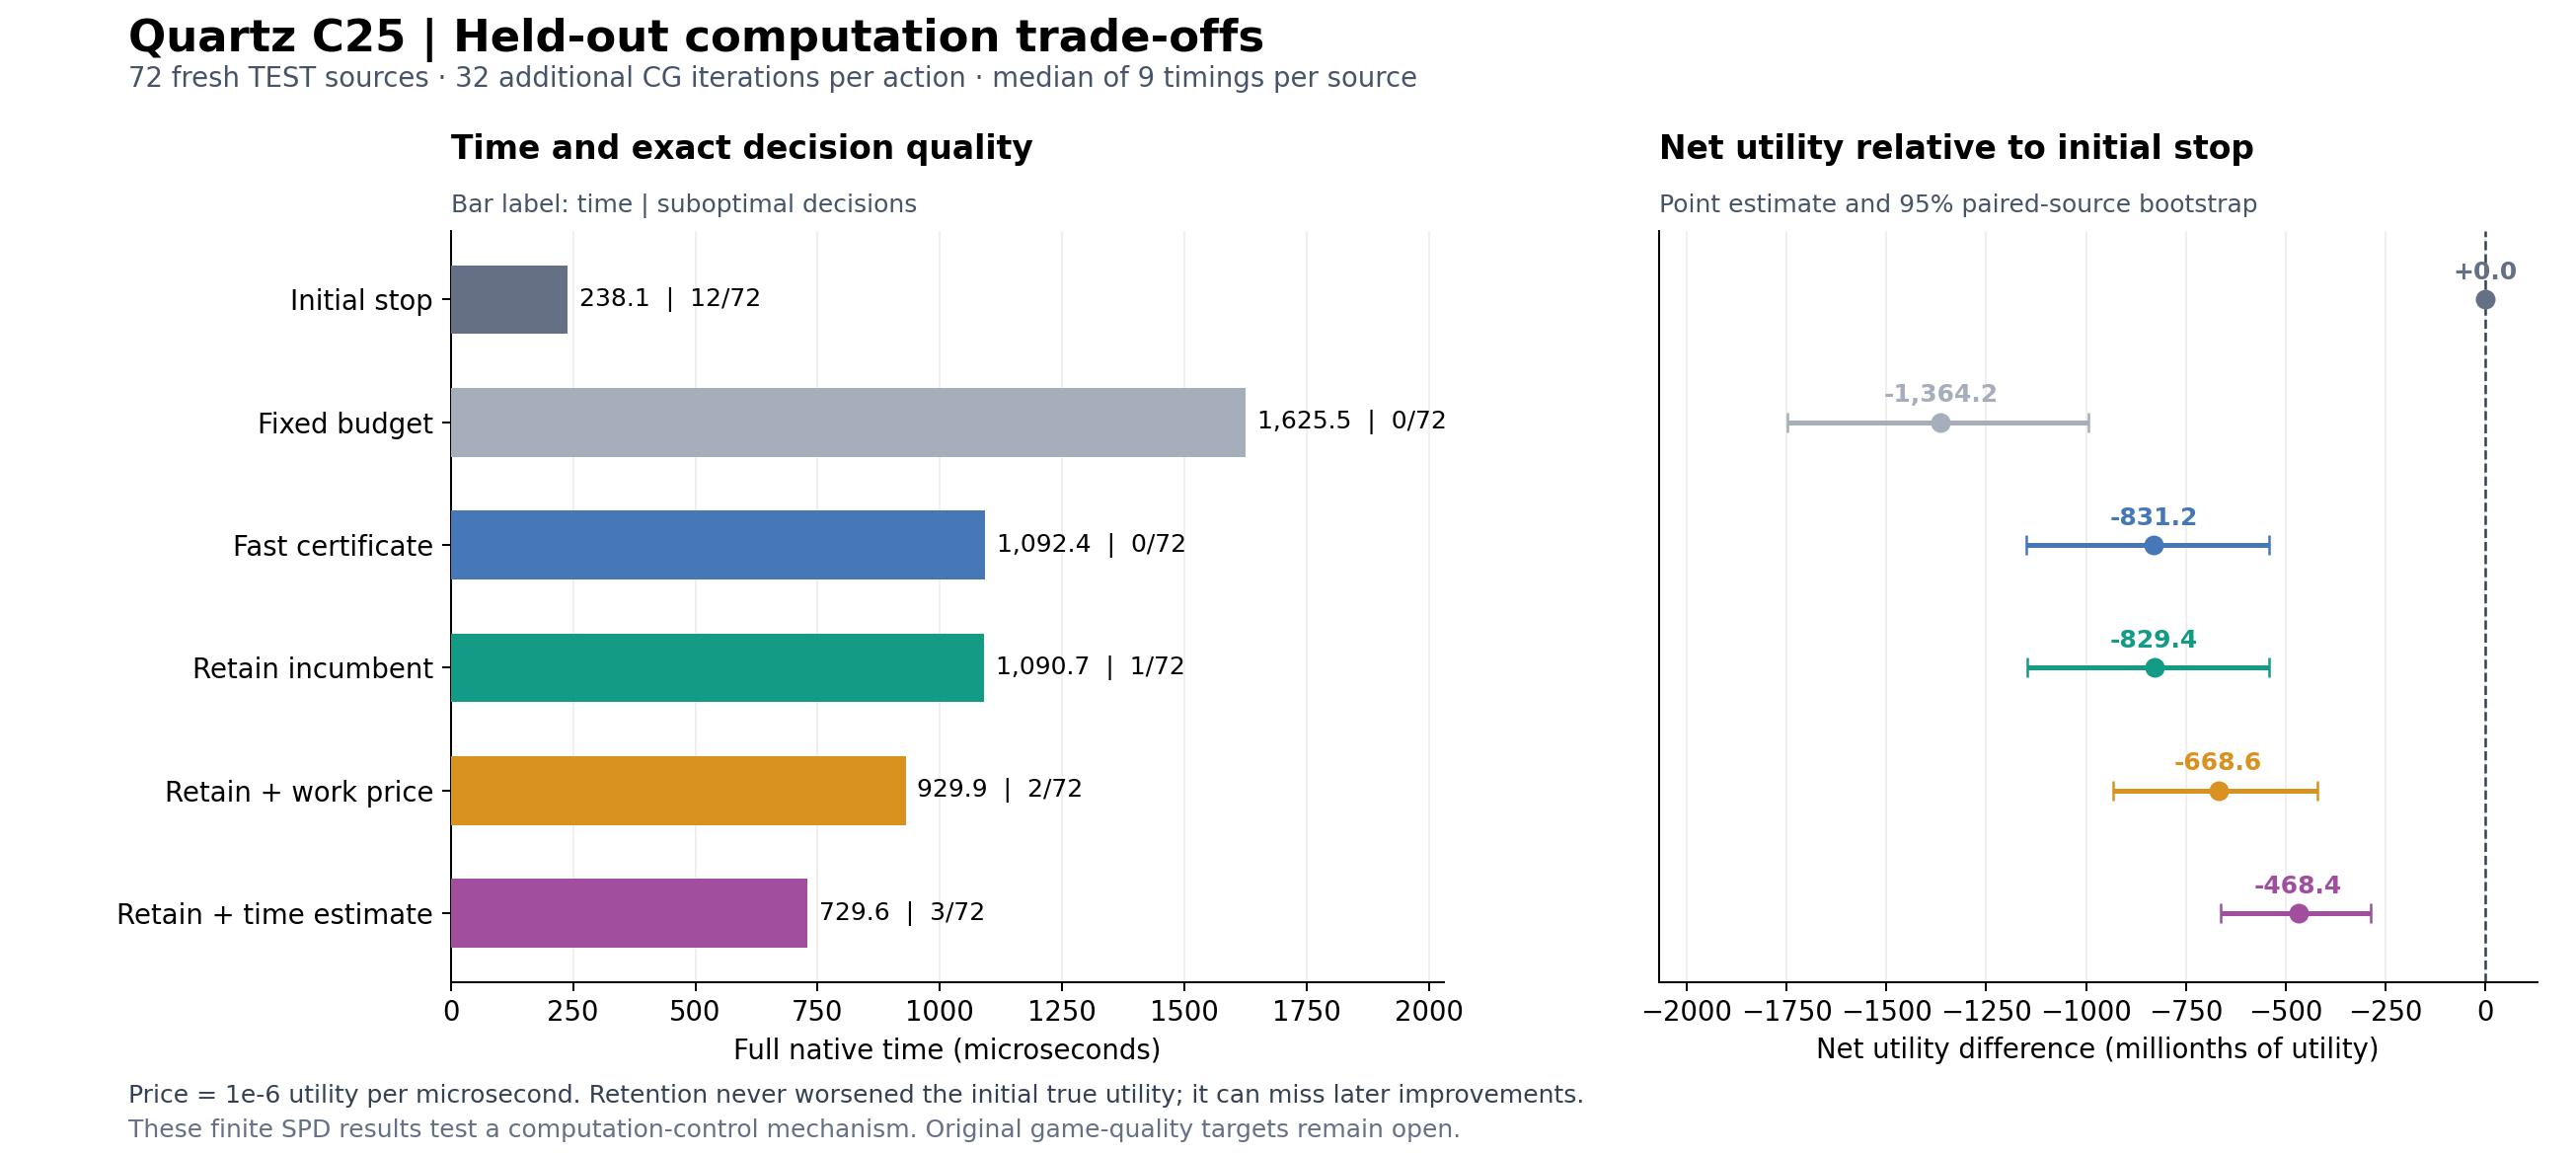 Quartz C25 | Held-out computation trade-offs
72 fresh TEST sources · 32 additional CG iterations per action · median of 9 timings per source
Time and exact decision quality
Bar label: time | suboptimal decisions
Initial stop
238.1 | 12/72
Fixed budget
1,625.5 | 0/72
Fast certificate
1,092.4 | 0/72
Retain incumbent
1,090.7 | 1/72
Retain + work price
929.9 | 2/72
Retain + time estimate
729.6 | 3/72
0 250 500 750 1000 1250 1500 1750 2000
Full native time (microseconds)
Net utility relative to initial stop
Point estimate and 95% paired-source bootstrap
+0.0
-1,364.2
-831.2
-829.4
-668.6
-468.4
−2000 −1750 −1500 −1250 −1000 −750 −500 −250 0
Net utility difference (millionths of utility)
Price = 1e-6 utility per microsecond. Retention never worsened the initial true utility; it can miss later improvements.
These finite SPD results test a computation-control mechanism. Original game-quality targets remain open.